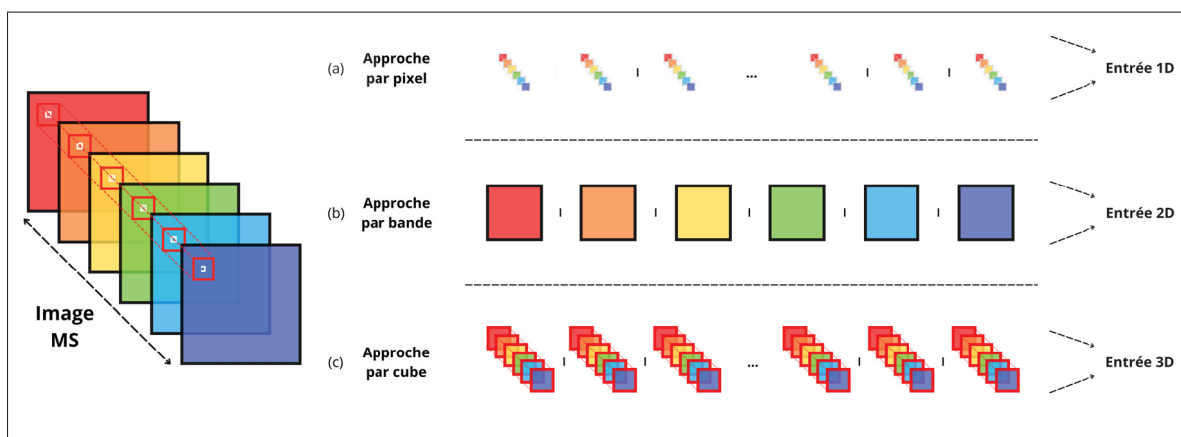 Image
MS
(a)
Approche
par pixel
...
Entrée 1D
(b)
Approche
par bande
Entrée 2D
(c)
Approche
par cube
...
Entrée 3D